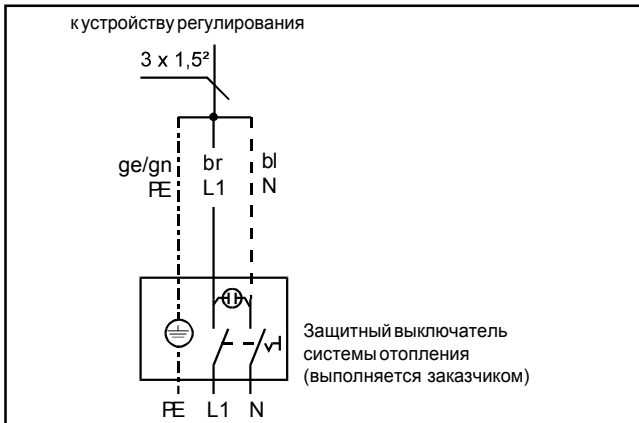 к устройству регулирования
3 x 1,5²
ge/gn br bl
PE L1 N
Защитный выключатель
системы отопления
(выполняется заказчиком)
PE L1 N